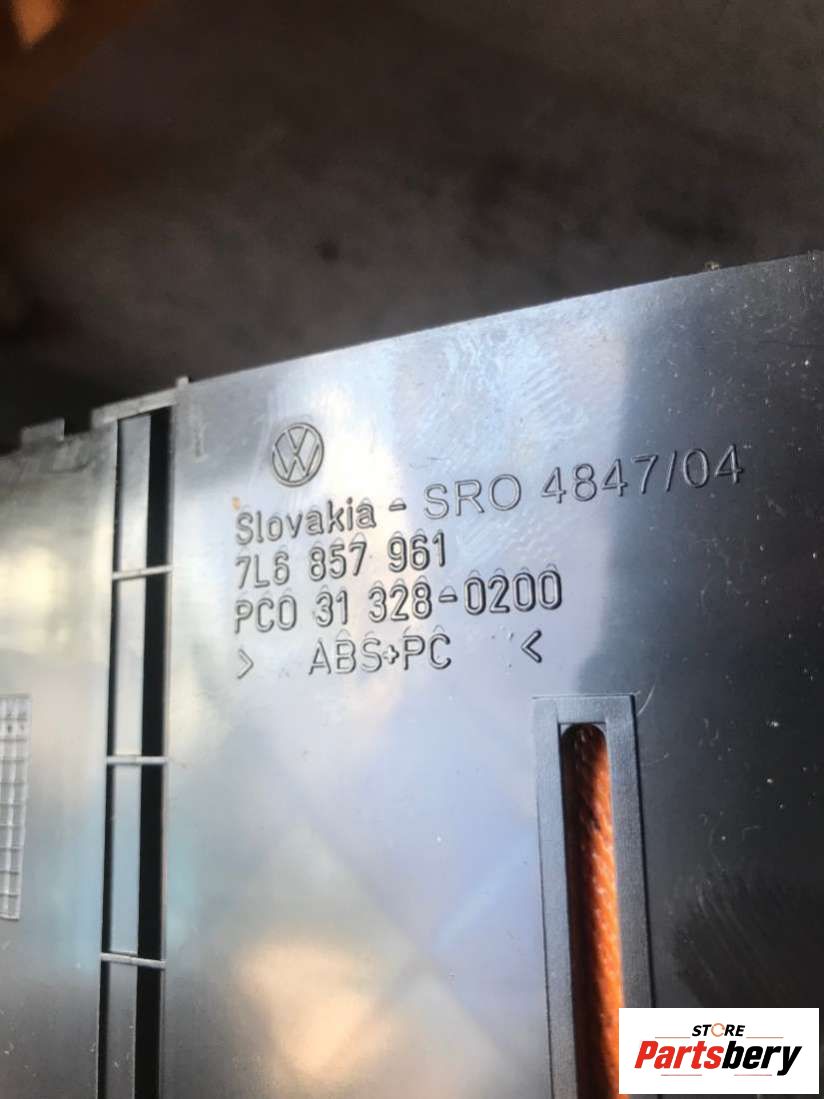 Slovakia - SRO 4847/04
7L6 857 961
PCO 31 328-0200
> ABS+PC <
STORE
Partsbery